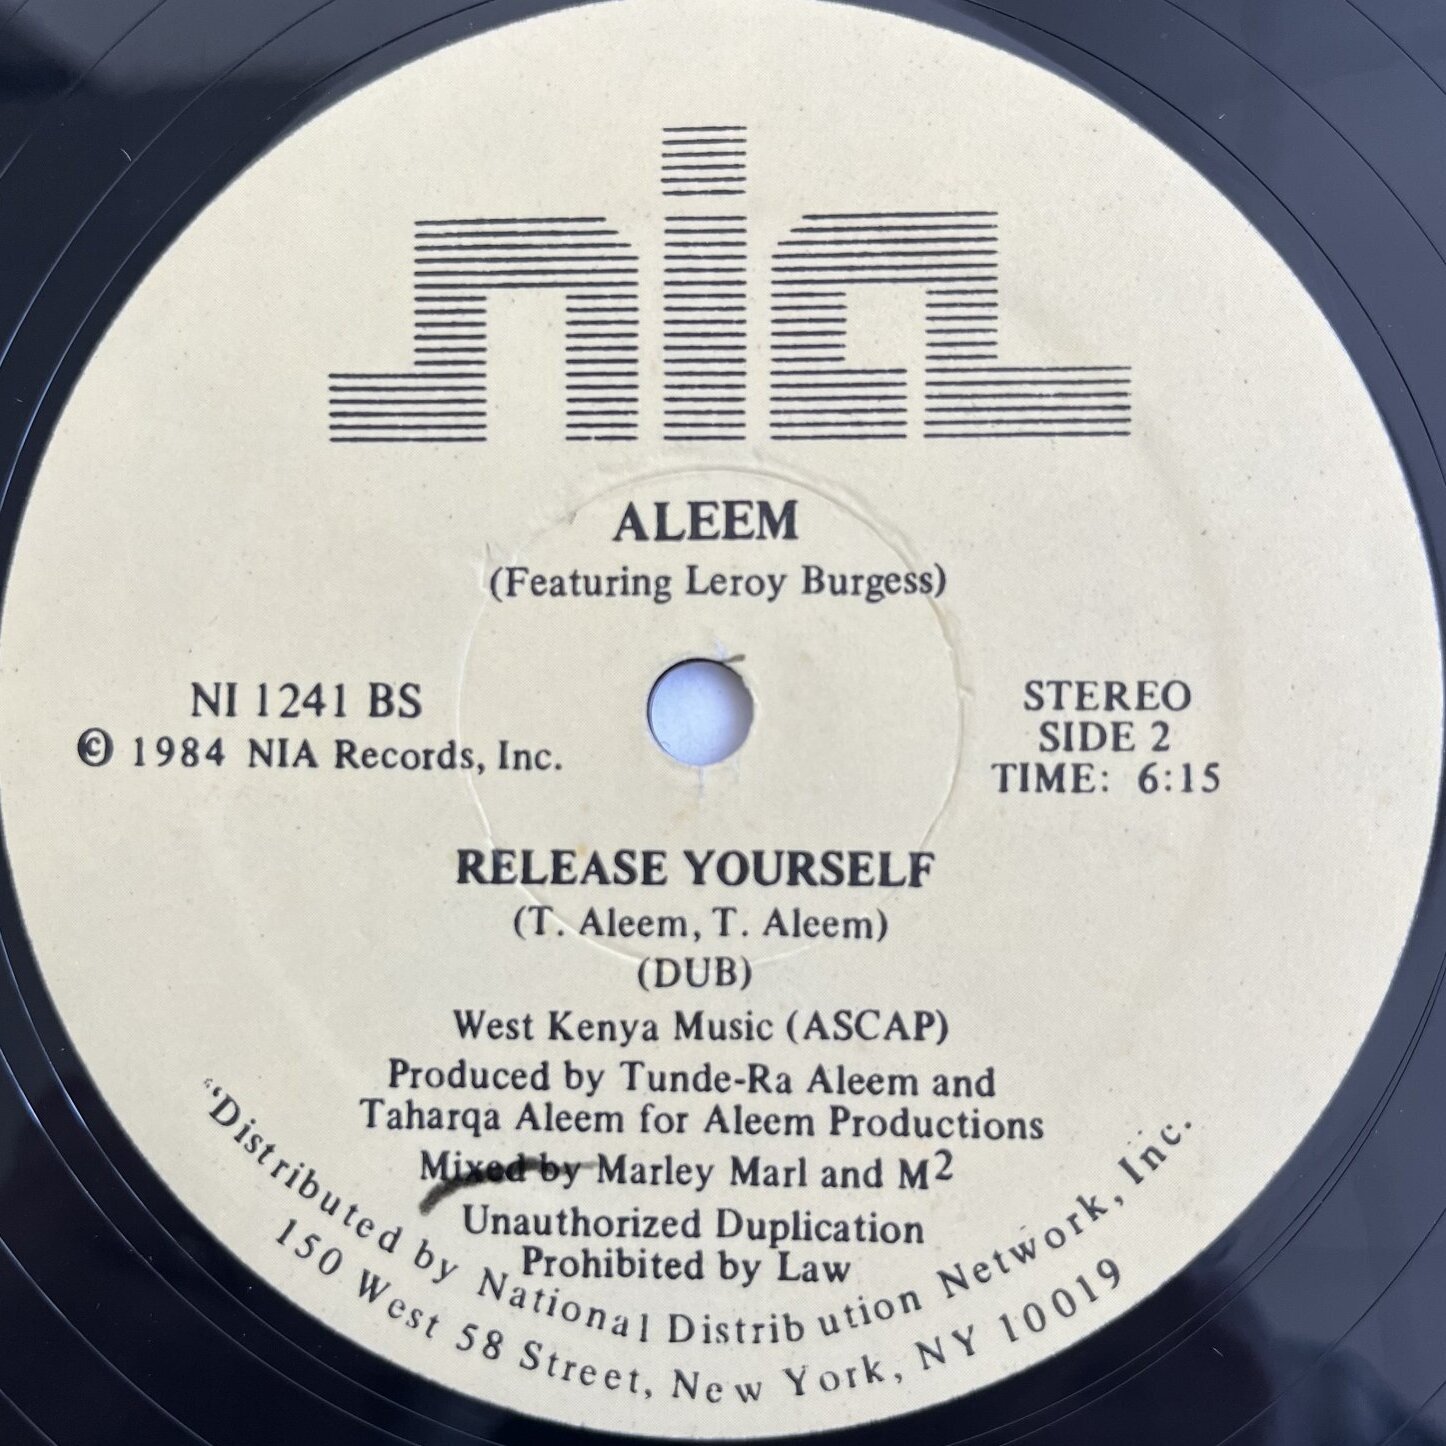 nia
ALEEM
(Featuring Leroy Burgess)
NI 1241 BS
© 1984 NIA Records, Inc.
STEREO
SIDE 2
TIME: 6:15
RELEASE YOURSELF
(T. Aleem, T. Aleem)
(DUB)
West Kenya Music (ASCAP)
Produced by Tunde-Ra Aleem and
Taharqa Aleem for Aleem Productions
Mixed by Marley Marl and M²
Unauthorized Duplication
Prohibited by Law
"Distributed by National Distribution Network, Inc.
150 West 58 Street, New York, NY 10019